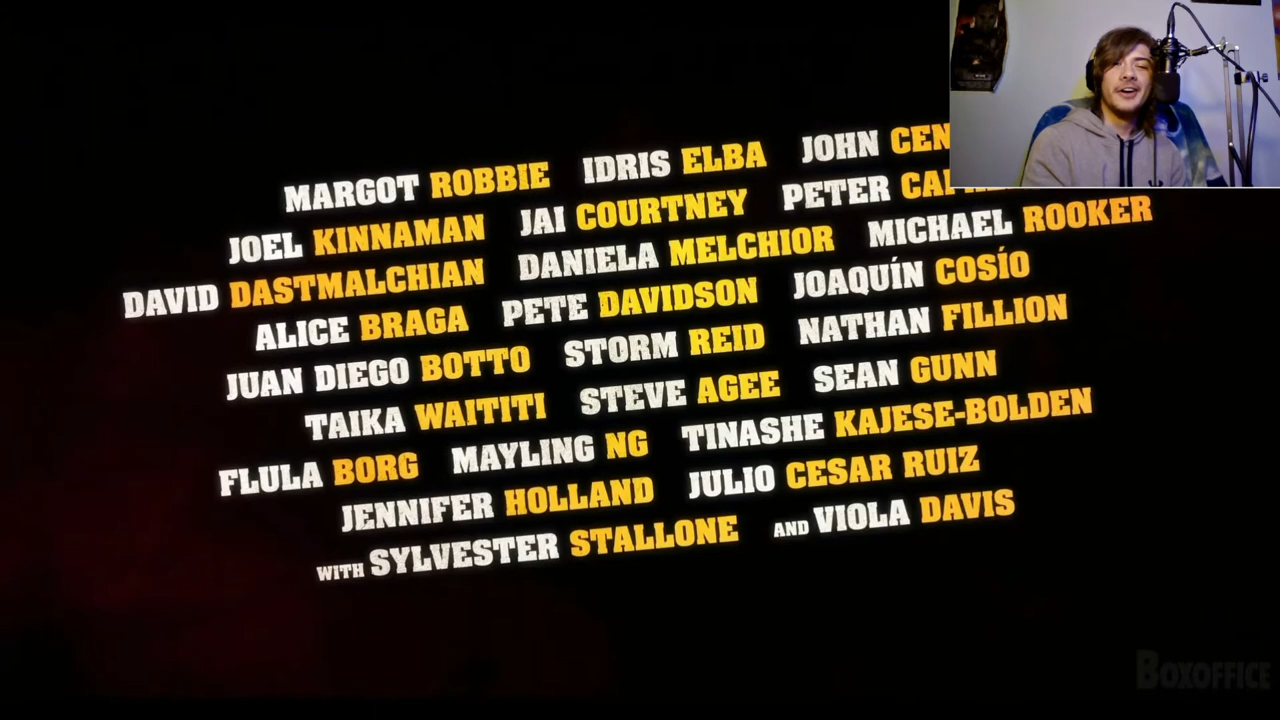 MARGOT ROBBIE IDRIS ELBA JOHN CEN
JOEL KINNAMAN JAI COURTNEY PETER
DAVID DASTMALCHIAN DANIELA MELCHIOR MICHAEL ROOKER
ALICE BRAGA PETE DAVIDSON JOAQUÍN COSÍO
JUAN DIEGO BOTTO STORM REID NATHAN FILLION
TAIKA WAITITI STEVE AGEE SEAN GUNN
FLULA BORG MAYLING NG TINASHE KAJESE-BOLDEN
JENNIFER HOLLAND JULIO CESAR RUIZ
WITH SYLVESTER STALLONE AND VIOLA DAVIS
BOXOFFICE